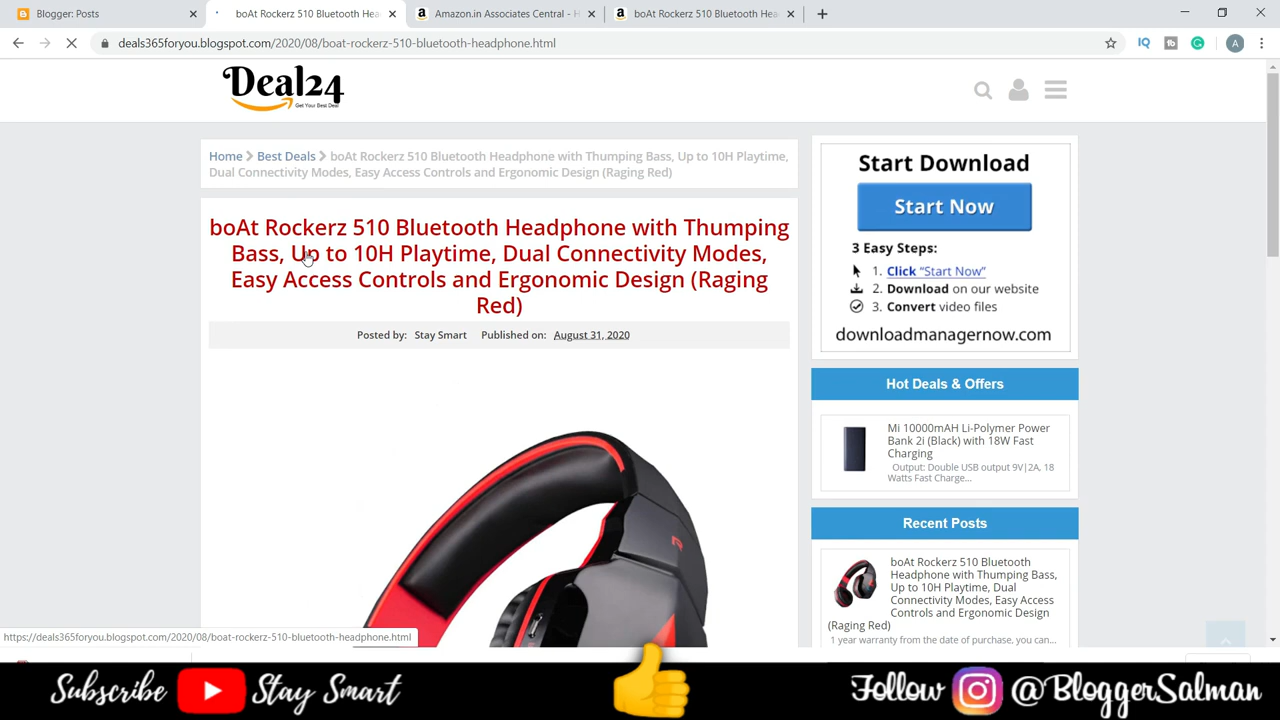 Blogger: Posts
boAt Rockerz 510 Bluetooth Hea
Amazon.in Associates Central - H
boAt Rockerz 510 Bluetooth Hea
deals365foryou.blogspot.com/2020/08/boat-rockerz-510-bluetooth-headphone.html
Deal24
Get Your Best Deal
Home
Best Deals
boAt Rockerz 510 Bluetooth Headphone with Thumping Bass, Up to 10H Playtime,
Dual Connectivity Modes, Easy Access Controls and Ergonomic Design (Raging Red)
boAt Rockerz 510 Bluetooth Headphone with Thumping
Bass, Up to 10H Playtime, Dual Connectivity Modes,
Easy Access Controls and Ergonomic Design (Raging
Red)
Posted by: Stay Smart Published on: August 31, 2020
Start Download
Start Now
3 Easy Steps:
1. Click "Start Now"
2. Download on our website
3. Convert video files
downloadmanagernow.com
Hot Deals & Offers
Mi 10000mAH Li-Polymer Power
Bank 2i (Black) with 18W Fast
Charging
Output: Double USB output 9V|2A, 18
Watts Fast Charge...
Recent Posts
boAt Rockerz 510 Bluetooth
Headphone with Thumping Bass,
Up to 10H Playtime, Dual
Connectivity Modes, Easy Access
Controls and Ergonomic Design
(Raging Red)
1 year warranty from the date of purchase, you can...
https://deals365foryou.blogspot.com/2020/08/boat-rockerz-510-bluetooth-headphone.html
Subscribe Stay Smart
Follow @BloggerSalman